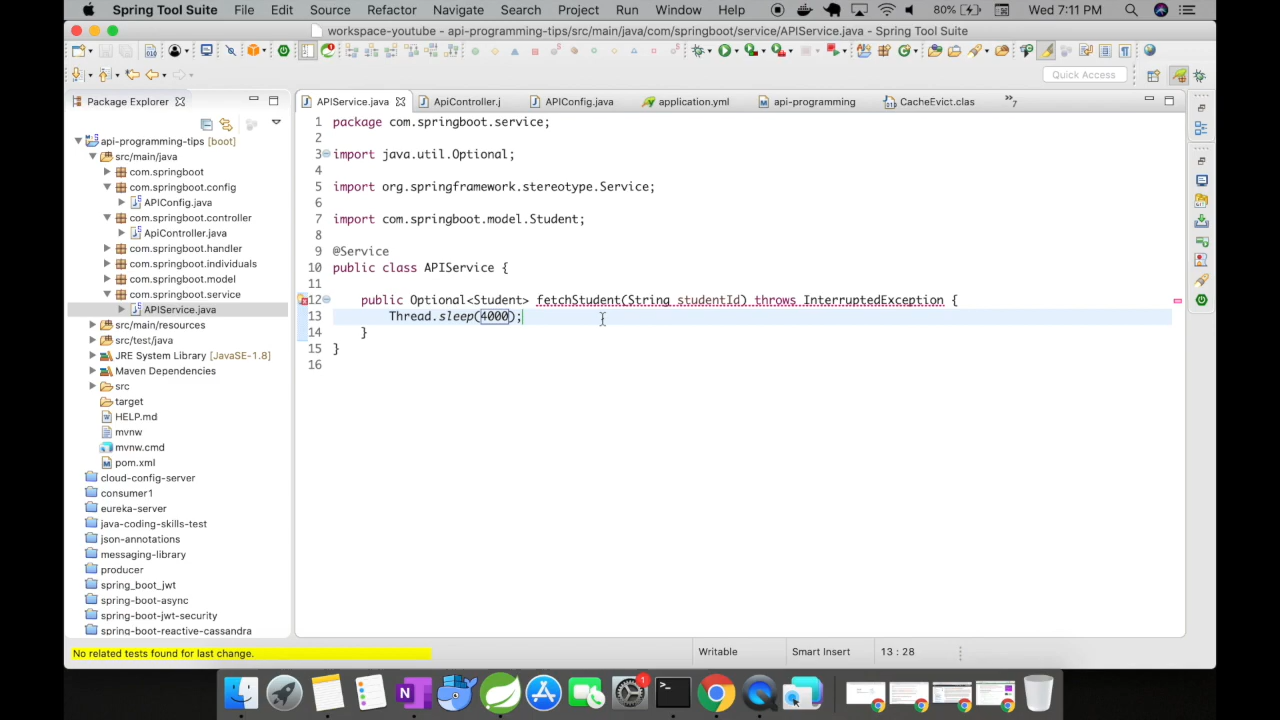 Spring Tool Suite File Edit Source Refactor Navigate Search Project Run Window Help 80% Wed 7:11 PM
workspace-youtube - api-programming-tips/src/main/java/com/springboot/service/APIService.java - Spring Tool Suite
Quick Access
Package Explorer
APIService.java ApiController.j APIConfig.java application.yml api-programming CacheEvict.class »7
api-programming-tips [boot]
src/main/java
com.springboot
com.springboot.config
APIConfig.java
com.springboot.controller
ApiController.java
com.springboot.handler
com.springboot.individuals
com.springboot.model
com.springboot.service
APIService.java
src/main/resources
src/test/java
JRE System Library [JavaSE-1.8]
Maven Dependencies
src
target
HELP.md
mvnw
mvnw.cmd
pom.xml
cloud-config-server
consumer1
eureka-server
java-coding-skills-test
json-annotations
messaging-library
producer
spring_boot_jwt
spring-boot-async
spring-boot-jwt-security
spring-boot-reactive-cassandra
1 package com.springboot.service;
2
3 import java.util.Optional;
4
5 import org.springframework.stereotype.Service;
6
7 import com.springboot.model.Student;
8
9 @Service
10 public class APIService {
11
12 public Optional<Student> fetchStudent(String studentId) throws InterruptedException {
13 Thread.sleep(4000);
14 }
15 }
16
No related tests found for last change.
Writable Smart Insert 13 : 28
1